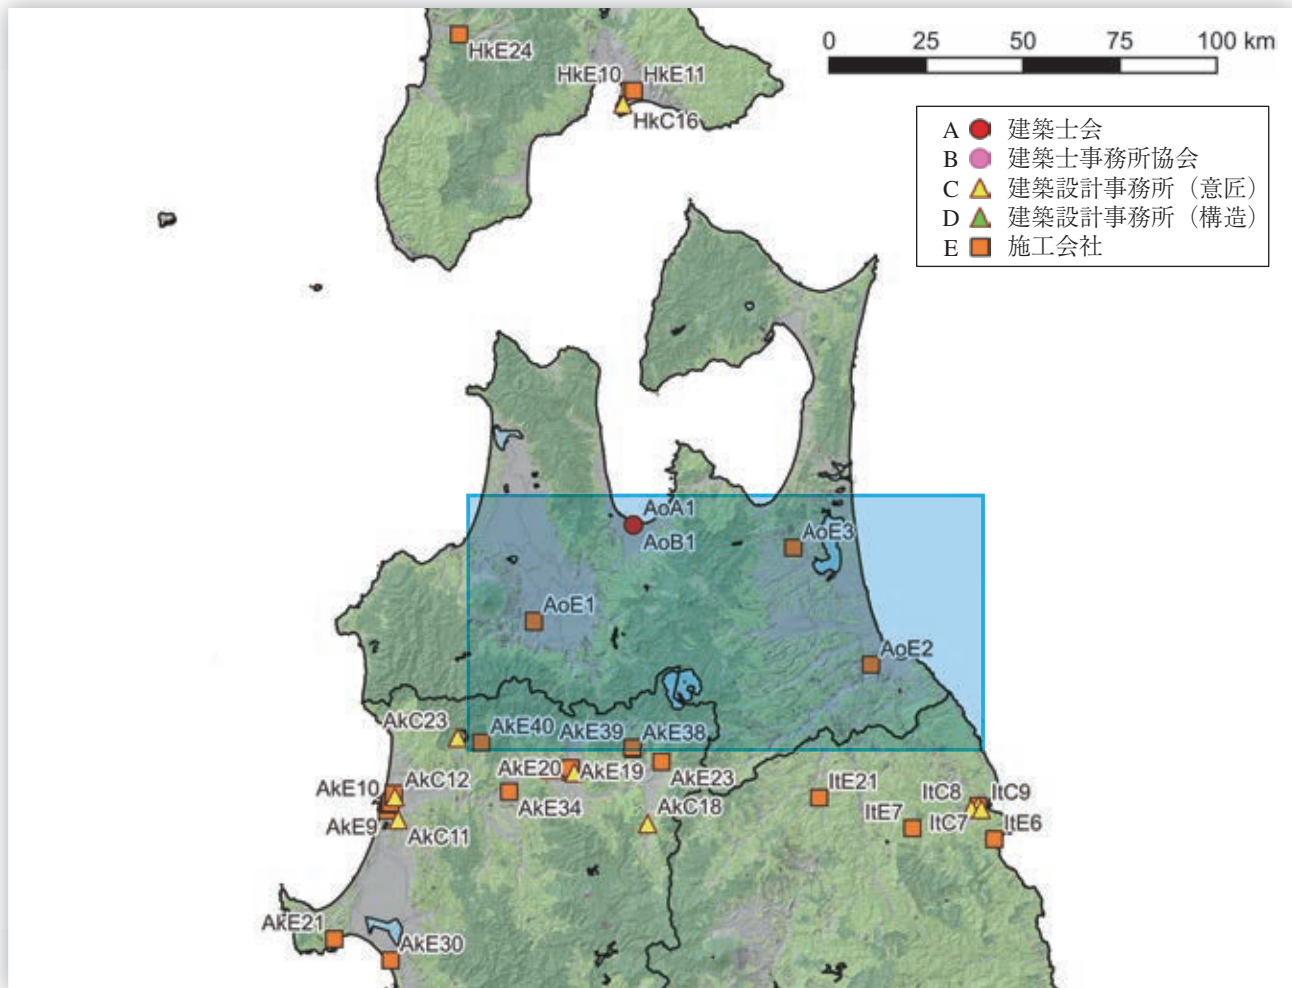 HkE24
HkE10 HkE11
HkC16
0 25 50 75 100 km
A 建築士会
B 建築士事務所協会
C 建築設計事務所（意匠）
D 建築設計事務所（構造）
E 施工会社
AoA1
AoB1
AoE3
AoE1
AoE2
AkC23
AkE40 AkE39 AkE38
AkE20 AkE19 AkE23
AkE10 AkC12
AkE34
AkC18
AkE9
AkC11
ItE21
ItC8 ItC9
ItE7 ItC7 ItE6
AkE21
AkE30